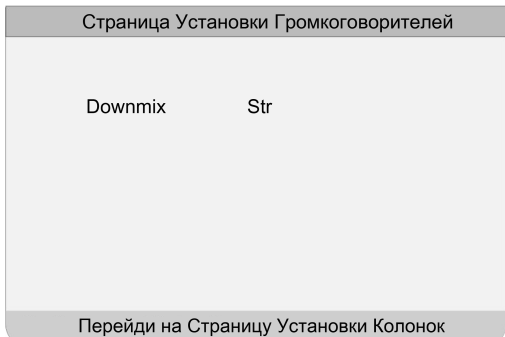 Страница Установки Громкоговорителей
Downmix Str
Перейди на Страницу Установки Колонок